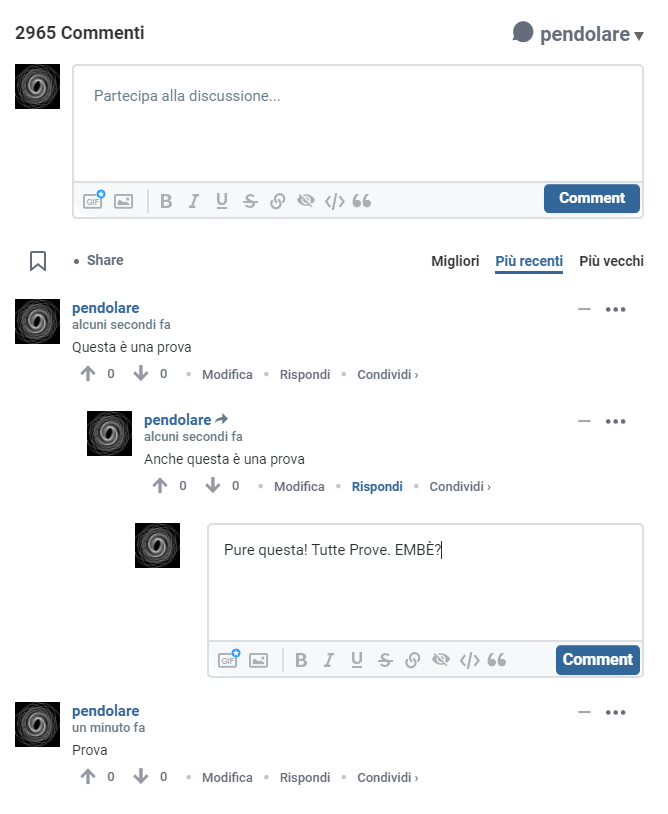 2965 Commenti
pendolare ▾
Partecipa alla discussione...
GIF B I U S </> Comment
• Share
Migliori Più recenti Più vecchi
pendolare
alcuni secondi fa
Questa è una prova
0 0 • Modifica • Rispondi • Condividi ›
pendolare
alcuni secondi fa
Anche questa è una prova
0 0 • Modifica • Rispondi • Condividi ›
Pure questa! Tutte Prove. EMBÈ?
GIF B I U S </> Comment
pendolare
un minuto fa
Prova
0 0 • Modifica • Rispondi • Condividi ›